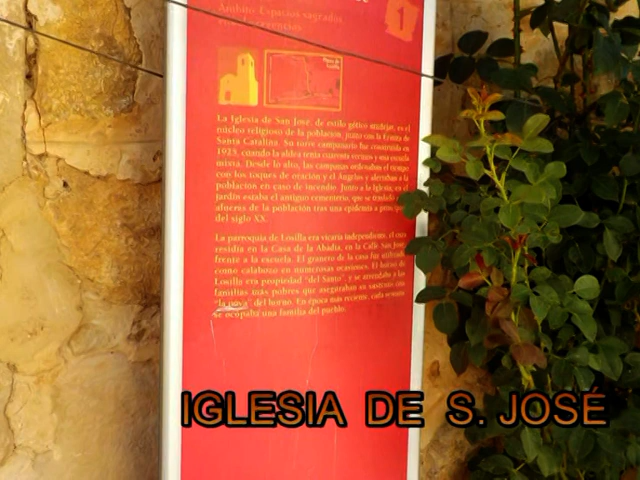 1
Ámbito: Espacios sagrados
La Iglesia de San José, de estilo gótico mudéjar, es el
núcleo religioso de la población, junto con la Ermita de
Santa Catalina. Su torre campanario fue construida en
1923, cuando la aldea tenía cuarenta vecinos y una escuela
mixta. Desde lo alto, las campanas ordenaban el tiempo
con los toques de oración y el Ángelus y alertaban a la
población en caso de incendio. Junto a la Iglesia, en el
jardín estaba el antiguo cementerio, que se trasladó
afueras de la población tras una epidemia a principios
del siglo XX.
La parroquia de Losilla era vicaría independiente, el cura
residía en la Casa de la Abadía, en la Calle San José
frente a la escuela. El granero de la casa fue utilizado
como calabozo en numerosas ocasiones. El horno de
Losilla era propiedad "del Santo", y se arrendaba a las
familias más pobres que aseguraban su sustento con
"la poya" del horno. En época más reciente, cada semana
se ocupaba una familia del pueblo.
IGLESIA DE S. JOSÉ